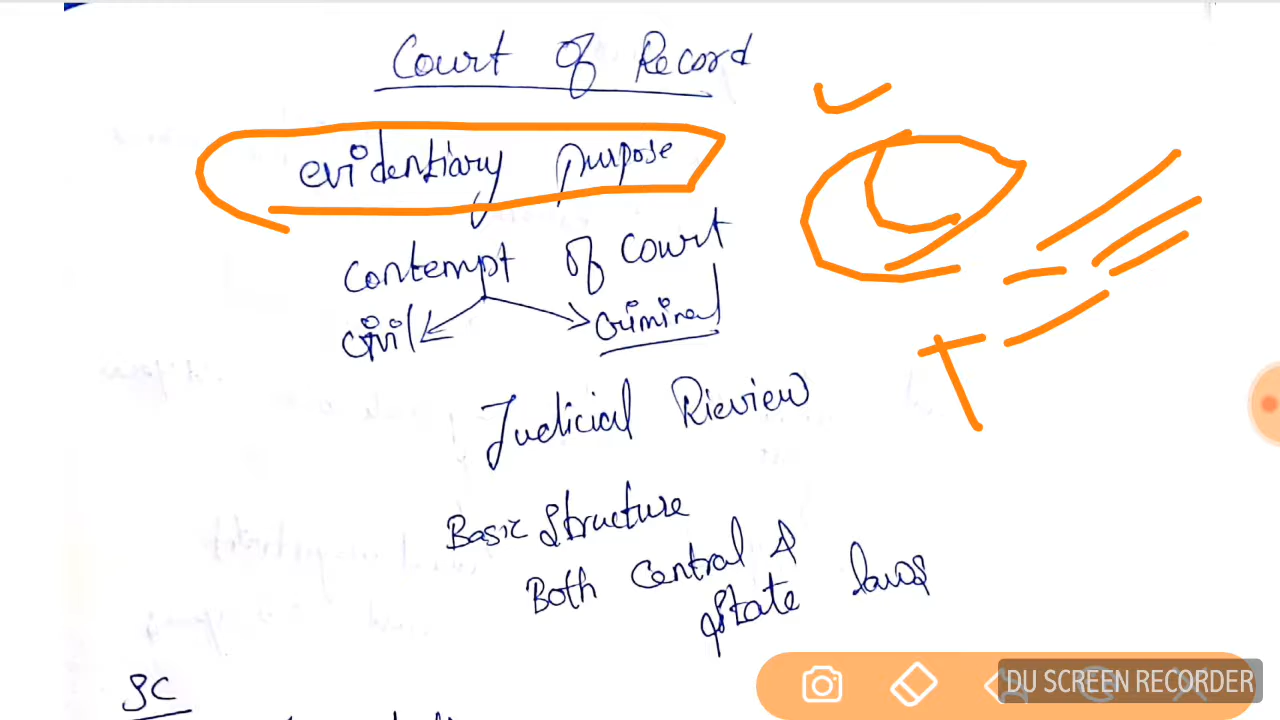 Court of Record
evidentiary purpose
Contempt of Court
Civil Criminal
Judicial Rieview
Basic Structure
Both Central &
State laws
SC
DU SCREEN RECORDER